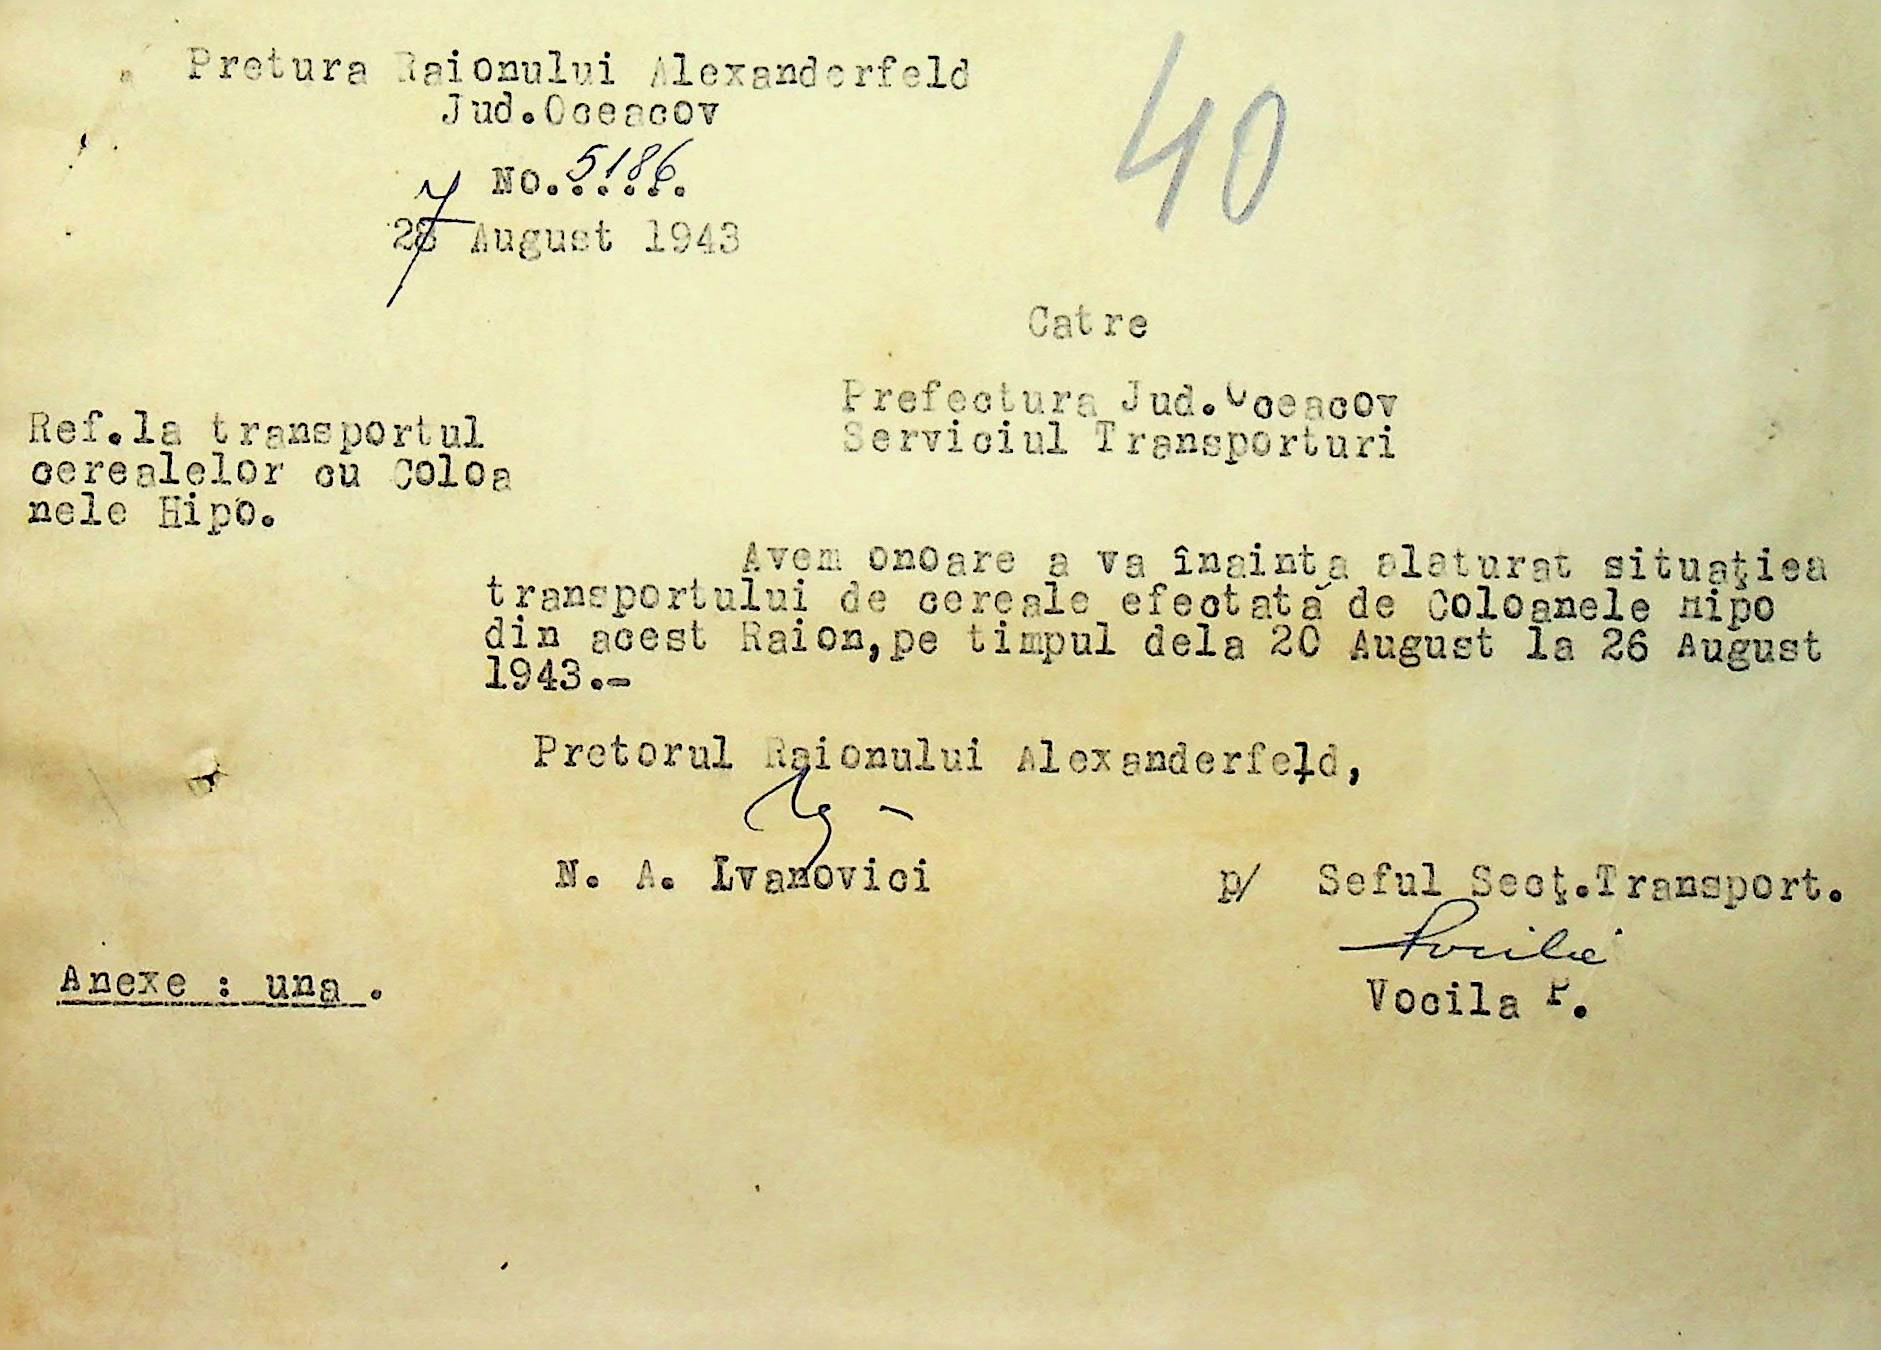 Pretura Raionului Alexanderfeld
Jud.Oceacov
40
No.5186
27 August 1943
Catre
Prefectura Jud.Oceacov
Serviciul Transporturi
Ref.la transportul
cerealelor cu Coloa
nele Hipo.
Avem onoare a va înainta alaturat situaţiea
transportului de cereale efectată de Coloanele Hipo
din acest Raion,pe timpul dela 20 August la 26 August
1943.-
Pretorul Raionului Alexanderfeld,
N. A. Ivanovici
p/ Seful Secţ.Transport.
Vocila P.
Anexe : una .